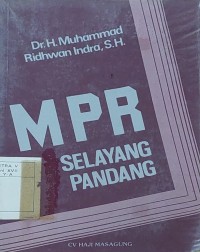 Dr. H. Muhammad
Ridhwan Indra, S.H.
MPR
SELAYANG
PANDANG
CV HAJI MASAGUNG